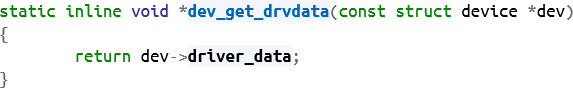 static inline void *dev_get_drvdata(const struct device *dev)
{
        return dev->driver_data;
}